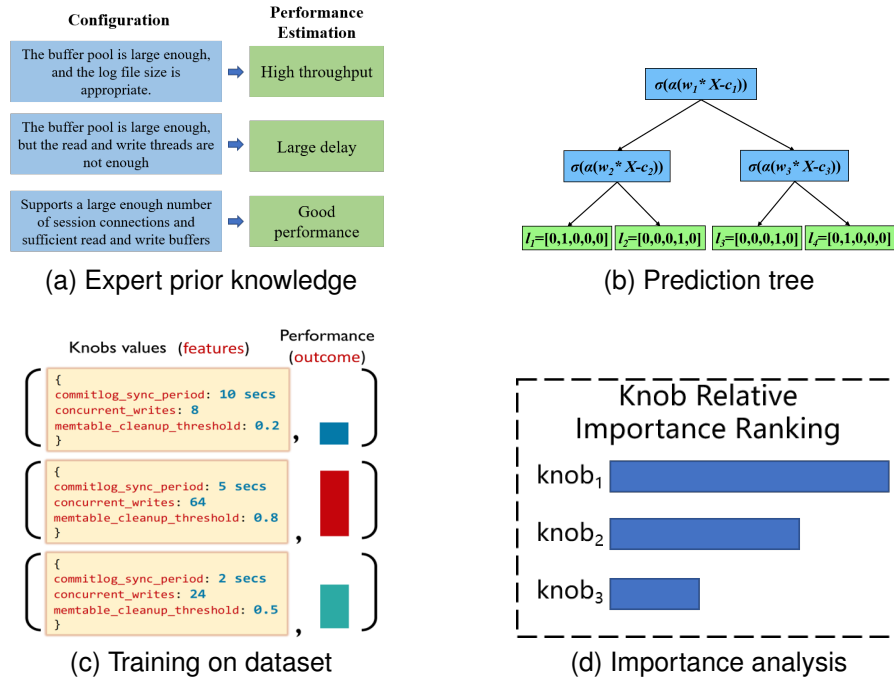 Configuration
Performance
Estimation
The buffer pool is large enough,
and the log file size is
appropriate.
High throughput
The buffer pool is large enough,
but the read and write threads are
not enough
Large delay
Supports a large enough number
of session connections and
sufficient read and write buffers
Good
performance
(a) Expert prior knowledge
σ(α(w₁* X-c₁))
σ(α(w₂* X-c₂))
σ(α(w₃* X-c₃))
l₁=[0,1,0,0,0]
l₂=[0,0,0,1,0]
l₃=[0,0,0,1,0]
l₄=[0,1,0,0,0]
(b) Prediction tree
Knobs values (features)
Performance
(outcome)
{
commitlog_sync_period: 10 secs
concurrent_writes: 8
memtable_cleanup_threshold: 0.2
}
,
{
commitlog_sync_period: 5 secs
concurrent_writes: 64
memtable_cleanup_threshold: 0.8
}
,
{
commitlog_sync_period: 2 secs
concurrent_writes: 24
memtable_cleanup_threshold: 0.5
}
,
(c) Training on dataset
Knob Relative
Importance Ranking
knob₁
knob₂
knob₃
(d) Importance analysis